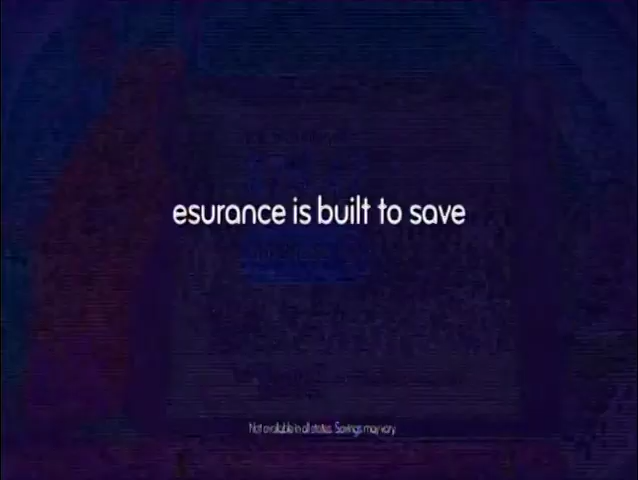 esurance is built to save
Not available in all states. Savings may vary.